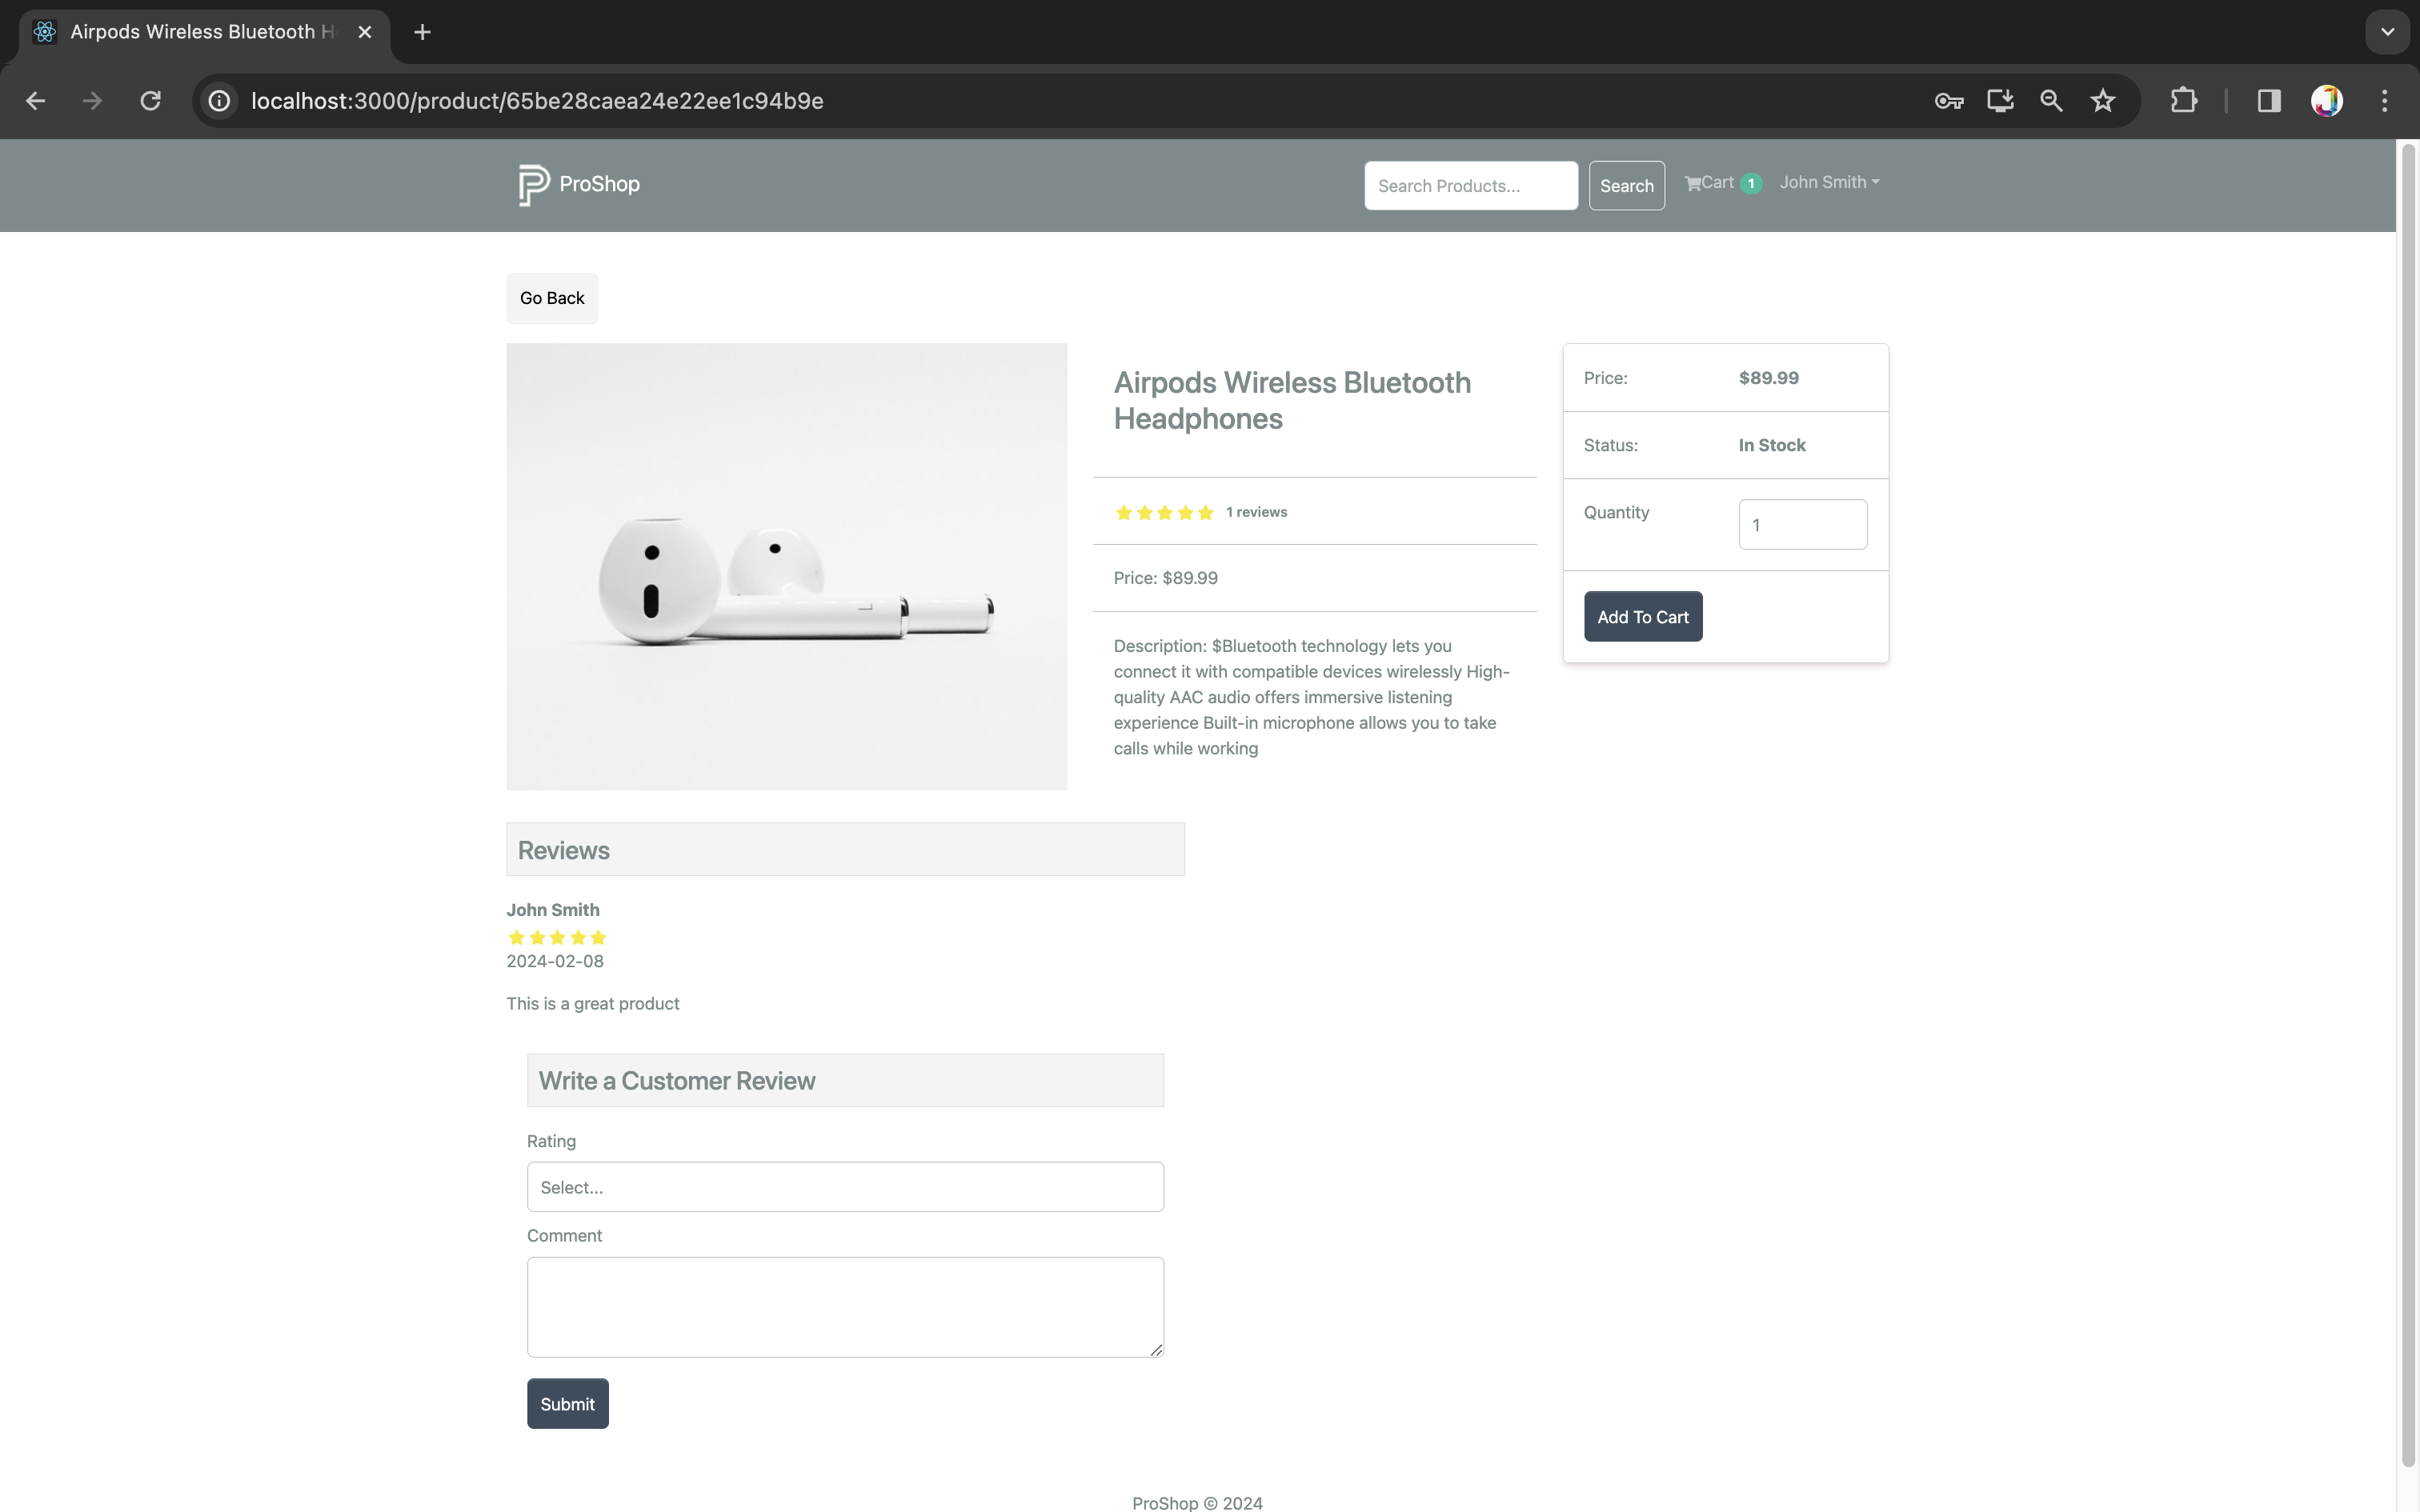 Airpods Wireless Bluetooth H
localhost:3000/product/65be28caea24e22ee1c94b9e
ProShop
Search Products...
Search
Cart 1
John Smith
Go Back
Airpods Wireless Bluetooth
Headphones
1 reviews
Price: $89.99
Description: $Bluetooth technology lets you
connect it with compatible devices wirelessly High-
quality AAC audio offers immersive listening
experience Built-in microphone allows you to take
calls while working
Price: $89.99
Status: In Stock
Quantity 1
Add To Cart
Reviews
John Smith
2024-02-08
This is a great product
Write a Customer Review
Rating
Select...
Comment
Submit
ProShop © 2024